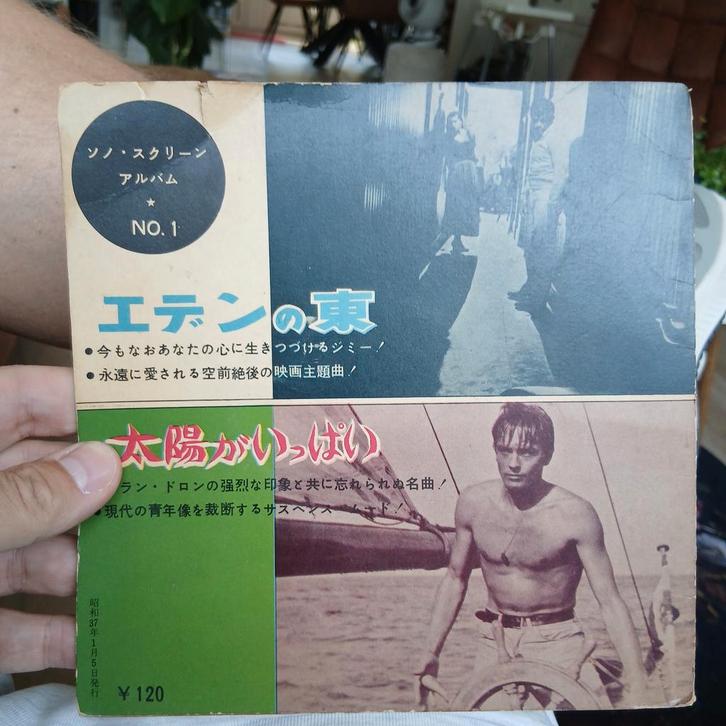 ソノ・スクリーン
アルバム
★
NO.1
エデンの東
●今もなおあなたの心に生きつづけるジミー!
●永遠に愛される空前絶後の映画主題曲!
太陽がいっぱい
ラン・ドロンの强烈な印象と共に忘れられぬ名曲!
●現代の青年像を裁断するサスペンス ムード!
昭和37年1月5日発行
¥120